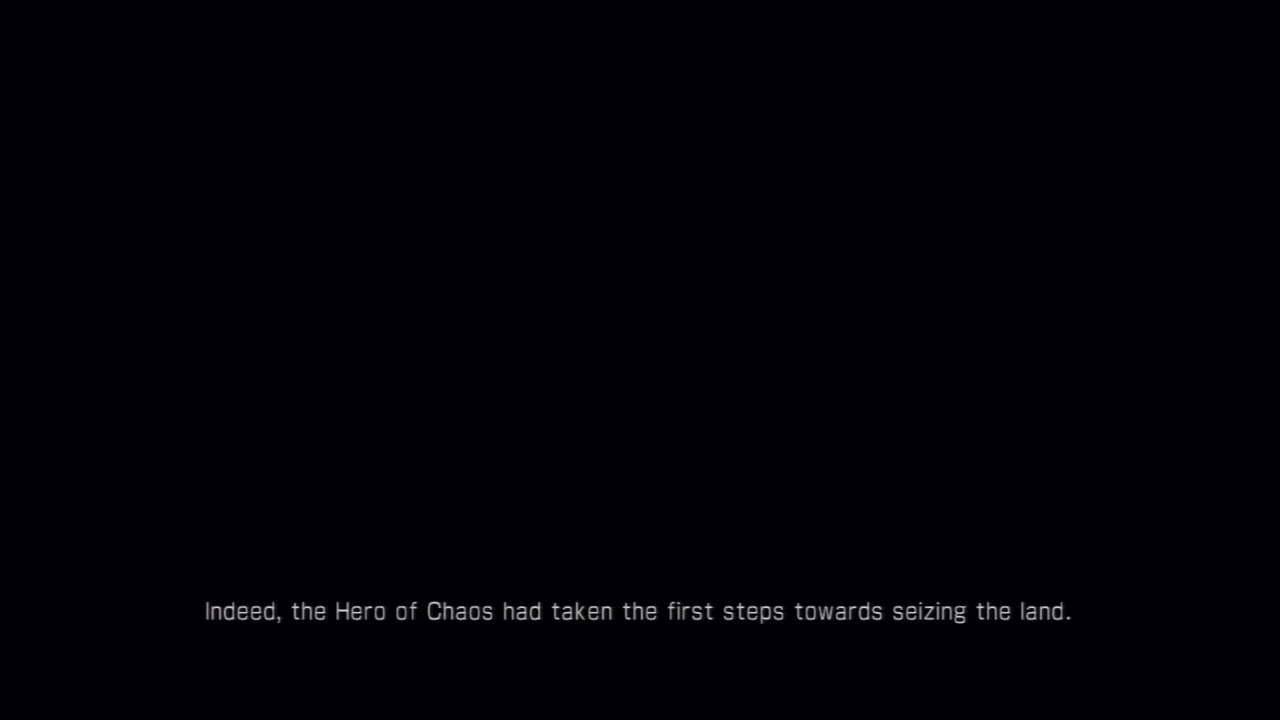 Indeed, the Hero of Chaos had taken the first steps towards seizing the land.